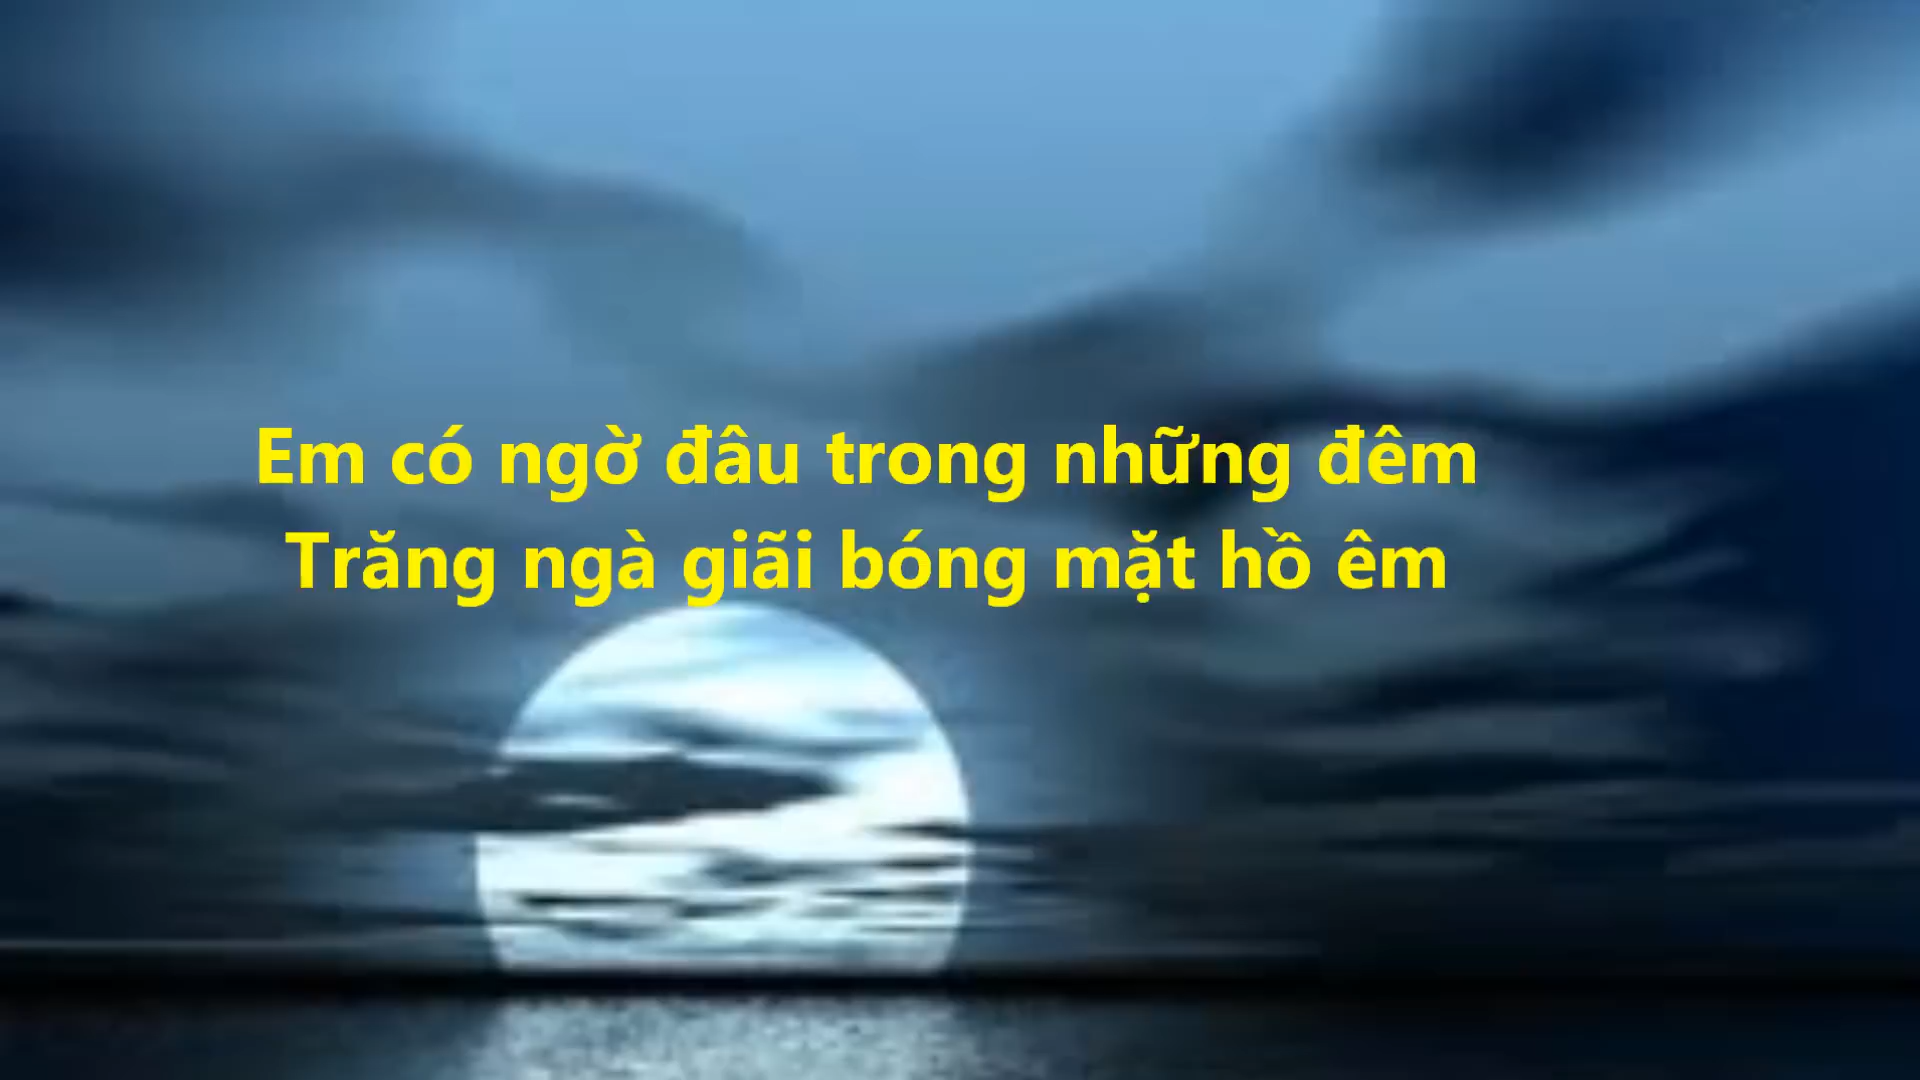 Em có ngờ đâu trong những đêm
Trăng ngà giãi bóng mặt hồ êm